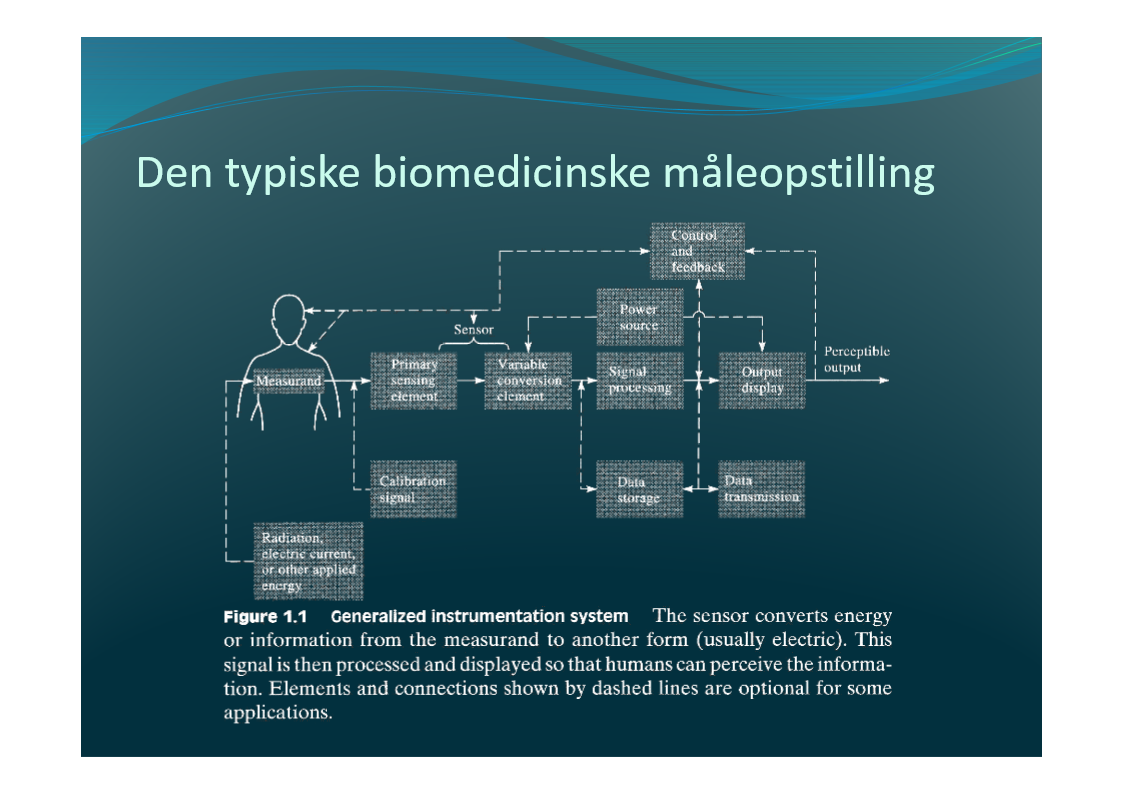 Den typiske biomedicinske måleopstilling
Control
and
feedback
Power
source
Sensor
Perceptible
output
Measurand
Primary
sensing
element
Variable
conversion
element
Signal
processing
Output
display
Calibration
signal
Data
storage
Data
transmission
Radiation,
electric current,
or other applied
energy
Figure 1.1 Generalized instrumentation system The sensor converts energy
or information from the measurand to another form (usually electric). This
signal is then processed and displayed so that humans can perceive the informa-
tion. Elements and connections shown by dashed lines are optional for some
applications.